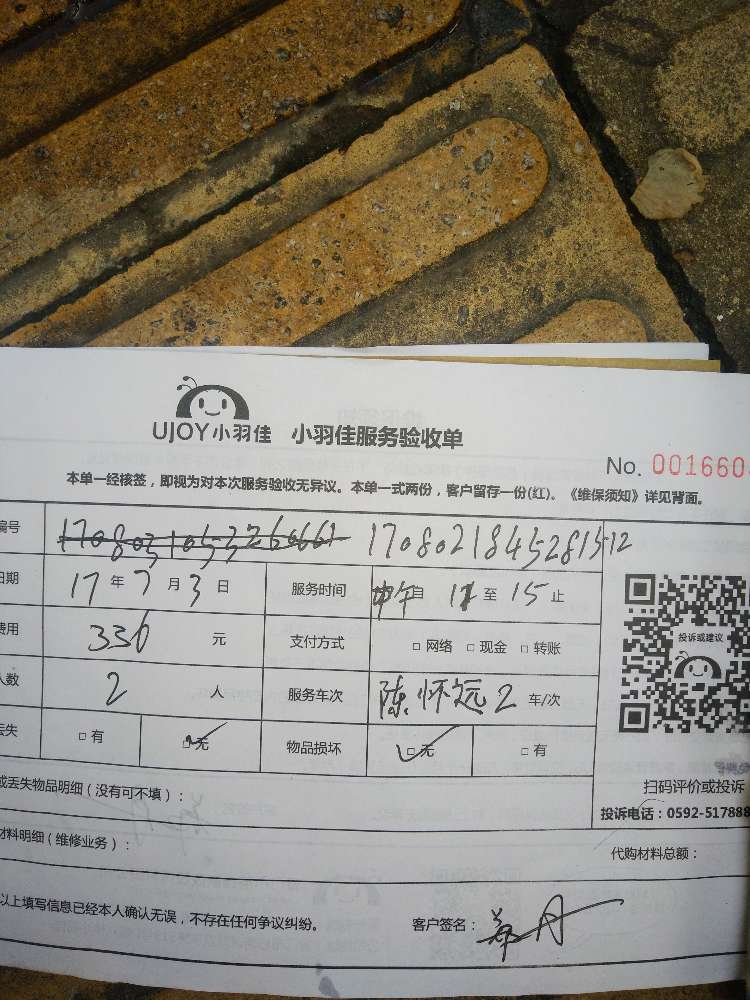 UJOY小羽佳 小羽佳服务验收单
No. 001660
本单一经核签，即视为对本次服务验收无异议。本单一式两份，客户留存一份(红)。《维保须知》详见背面。
编号 1708021845281512
日期 17 年 7 月 3 日 服务时间 中午自 12 至 15 止
费用 336 元 支付方式 □ 网络 □ 现金 □ 转账
人数 2 人 服务车次 陈怀远 2 车/次
丢失 □ 有 □ 无 物品损坏 □ 无 □ 有
投诉或建议
或丢失物品明细（没有可不填）：
扫码评价或投诉
投诉电话：0592-517888
材料明细（维修业务）：
代购材料总额：
以上填写信息已经本人确认无误，不存在任何争议纠纷。 客户签名：